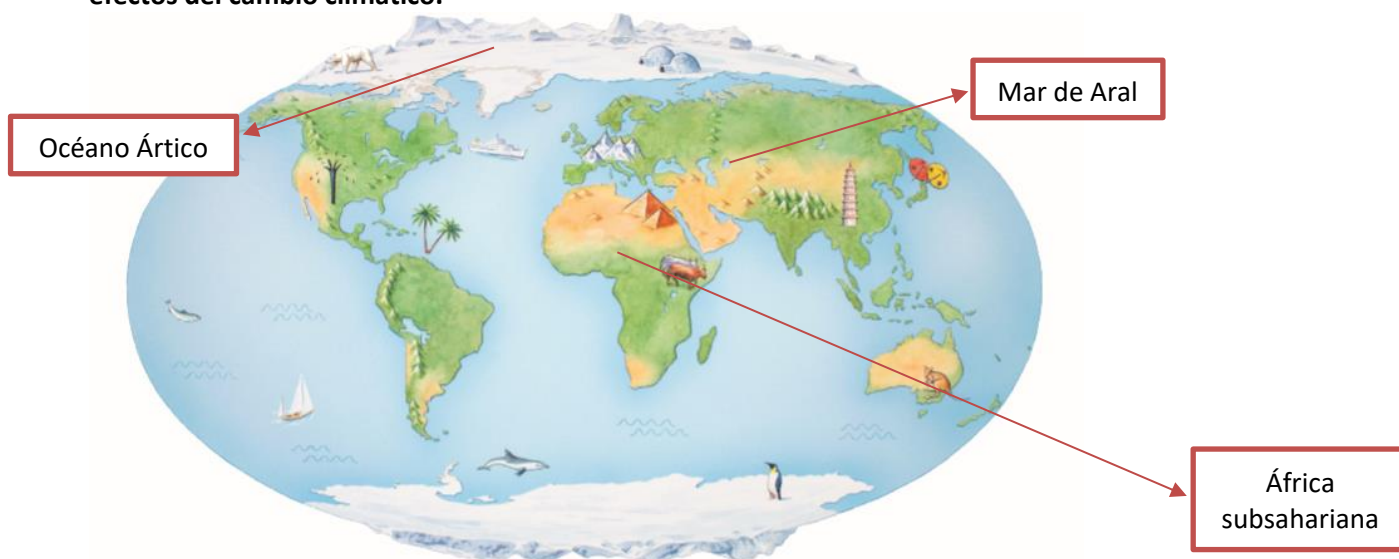 efectos del cambio climático.
Mar de Aral
Océano Ártico
África
subsahariana